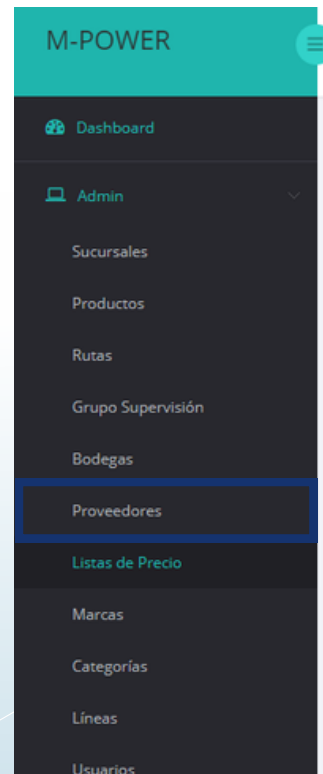 M-POWER
Dashboard
Admin
Sucursales
Productos
Rutas
Grupo Supervisión
Bodegas
Proveedores
Listas de Precio
Marcas
Categorías
Líneas
Usuarios